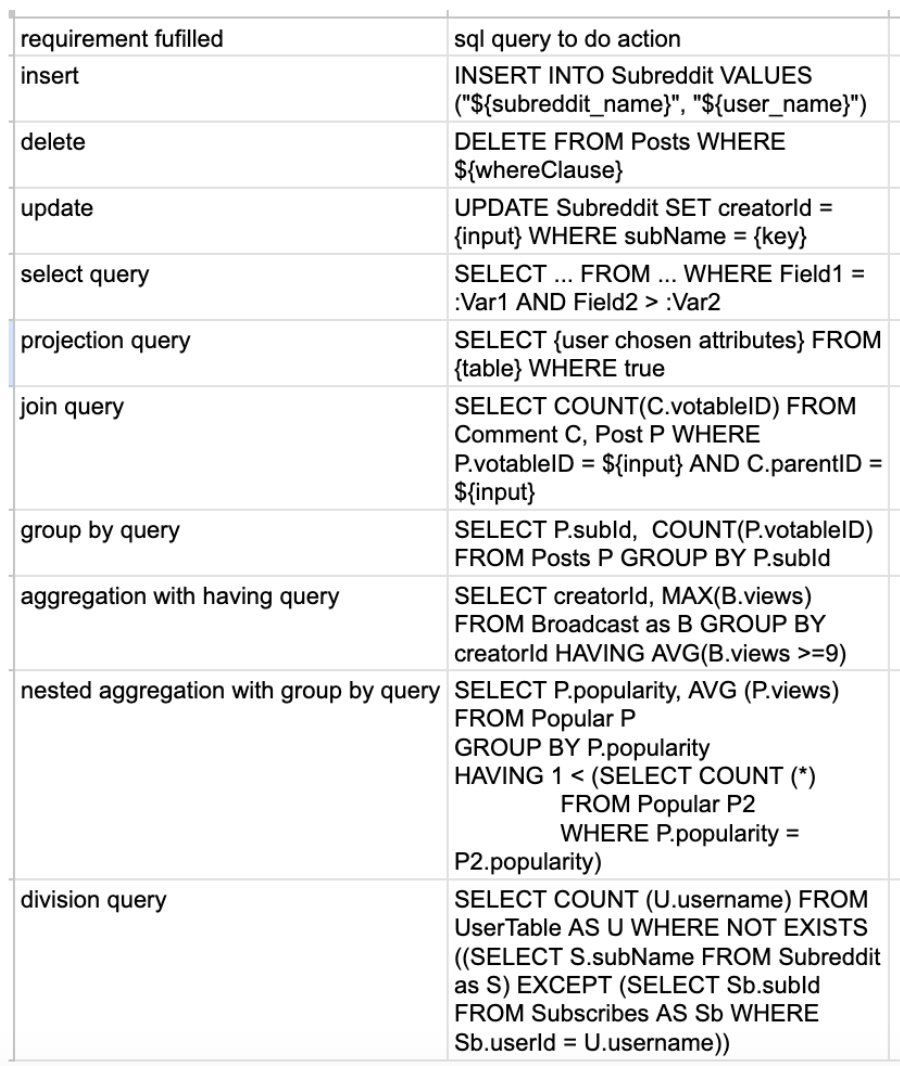 requirement fufilled
sql query to do action
insert
INSERT INTO Subreddit VALUES
("${subreddit_name}", "${user_name}")
delete
DELETE FROM Posts WHERE
${whereClause}
update
UPDATE Subreddit SET creatorId =
{input} WHERE subName = {key}
select query
SELECT ... FROM ... WHERE Field1 =
:Var1 AND Field2 > :Var2
projection query
SELECT {user chosen attributes} FROM
{table} WHERE true
join query
SELECT COUNT(C.votableID) FROM
Comment C, Post P WHERE
P.votableID = ${input} AND C.parentID =
${input}
group by query
SELECT P.subId,  COUNT(P.votableID)
FROM Posts P GROUP BY P.subId
aggregation with having query
SELECT creatorId, MAX(B.views)
FROM Broadcast as B GROUP BY
creatorId HAVING AVG(B.views >=9)
nested aggregation with group by query
SELECT P.popularity, AVG (P.views)
FROM Popular P
GROUP BY P.popularity
HAVING 1 < (SELECT COUNT (*)
FROM Popular P2
WHERE P.popularity =
P2.popularity)
division query
SELECT COUNT (U.username) FROM
UserTable AS U WHERE NOT EXISTS
((SELECT S.subName FROM Subreddit
as S) EXCEPT (SELECT Sb.subId
FROM Subscribes AS Sb WHERE
Sb.userId = U.username))